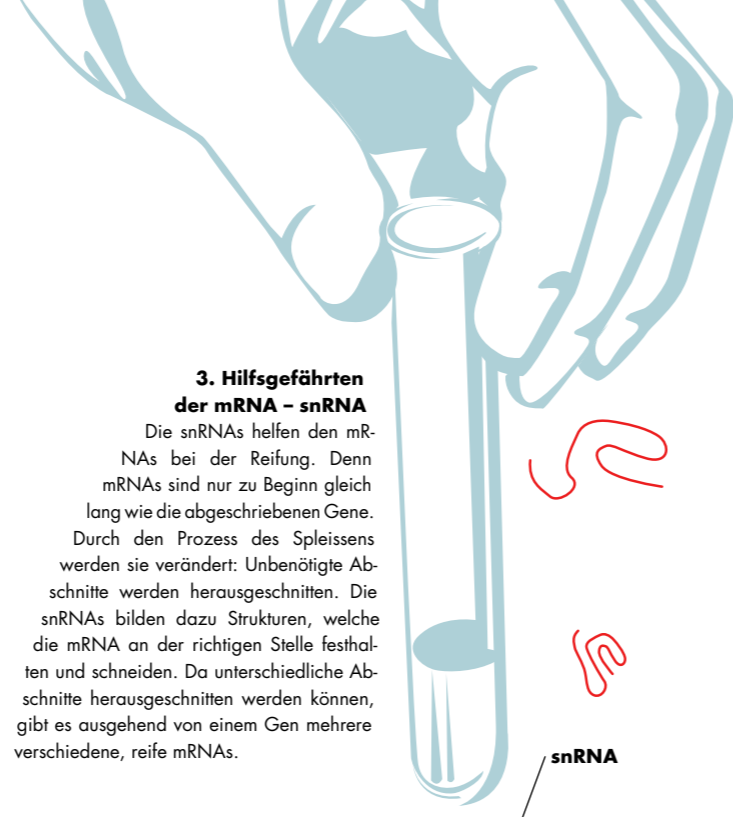 3. Hilfsgefährten
der mRNA – snRNA
Die snRNAs helfen den mR-
NAs bei der Reifung. Denn
mRNAs sind nur zu Beginn gleich
lang wie die abgeschriebenen Gene.
Durch den Prozess des Spleissens
werden sie verändert: Unbenötigte Ab-
schnitte werden herausgeschnitten. Die
snRNAs bilden dazu Strukturen, welche
die mRNA an der richtigen Stelle festhal-
ten und schneiden. Da unterschiedliche Ab-
schnitte herausgeschnitten werden können,
gibt es ausgehend von einem Gen mehrere
verschiedene, reife mRNAs.
snRNA